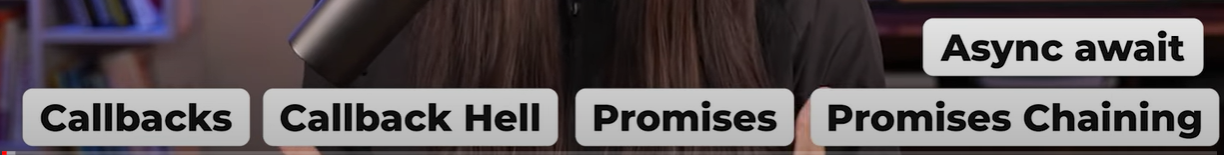 Async await
Callbacks Callback Hell Promises Promises Chaining